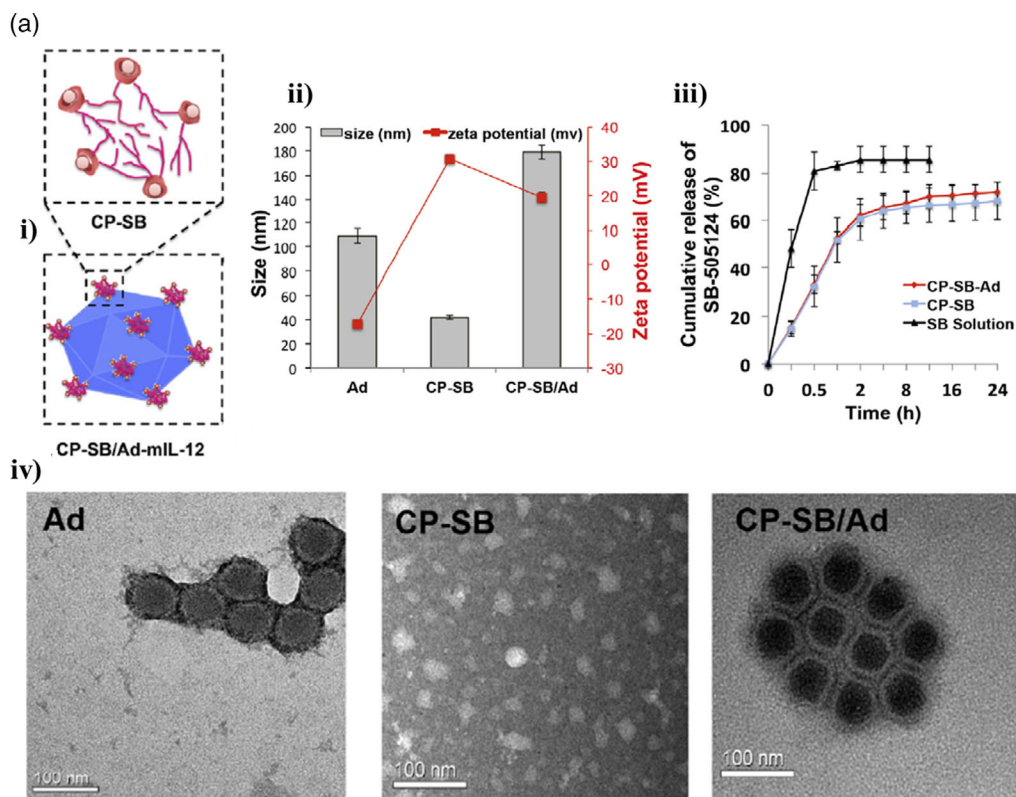 (a)
CP-SB
i)
CP-SB/Ad-mIL-12
ii)
size (nm) zeta potential (mv)
Size (nm)
200
180
160
140
120
100
80
60
40
20
0
40
30
20
10
0
-10
-20
-30
Zeta potential (mV)
Ad CP-SB CP-SB/Ad
iii)
Cumulative release of
SB-505124 (%)
100
80
60
40
20
0
CP-SB-Ad
CP-SB
SB Solution
0 0.5 2 8 16 24
Time (h)
iv)
Ad
100 nm
CP-SB
100 nm
CP-SB/Ad
100 nm